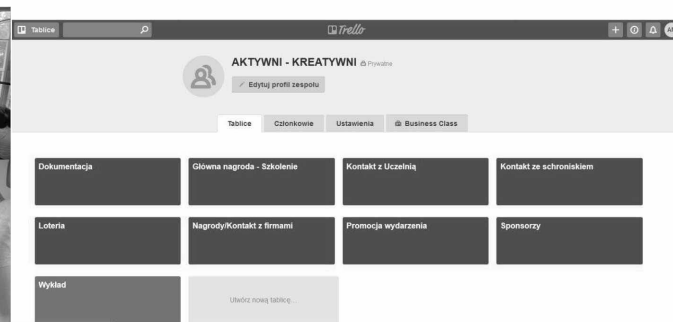 Tablice
Trello
AKTYWNI - KREATYWNI Prywatne
Edytuj profil zespołu
Tablice Członkowie Ustawienia Business Class
Dokumentacja Główna nagroda - Szkolenie Kontakt z Uczelnią Kontakt ze schroniskiem
Loteria Nagrody/Kontakt z firmami Promocja wydarzenia Sponsorzy
Wykład
Utwórz nową tablicę...